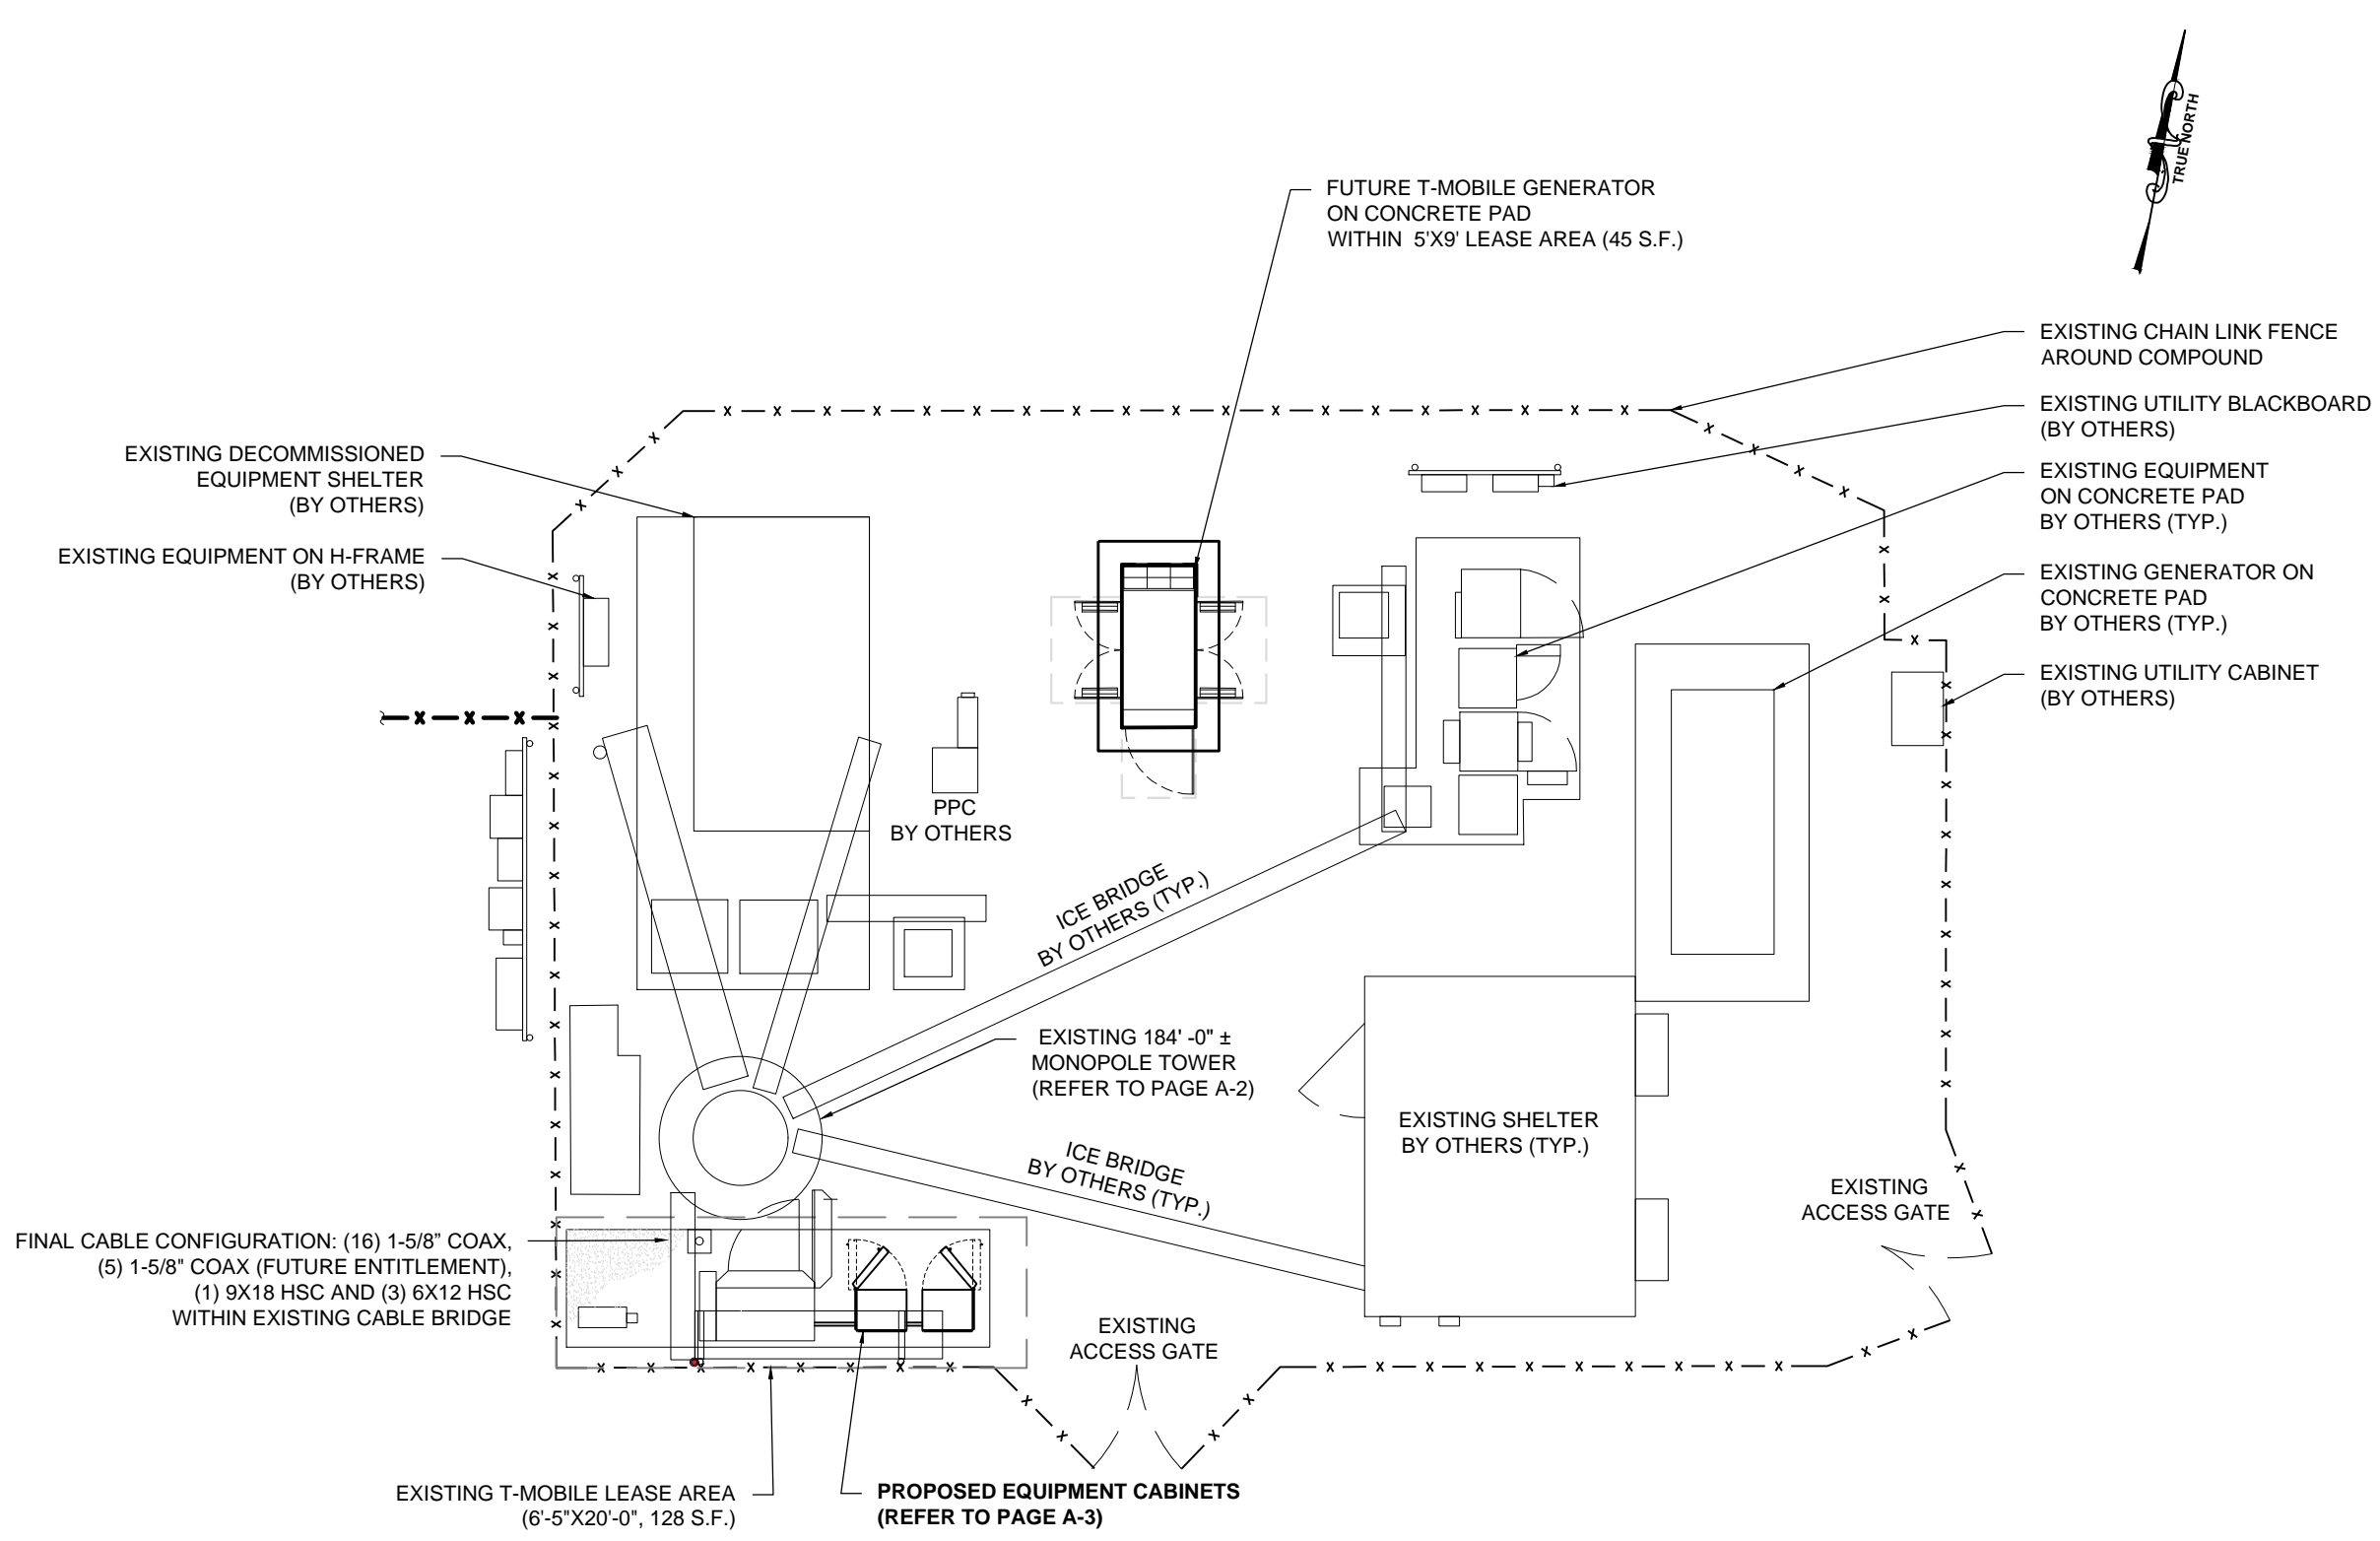 TRUE NORTH
FUTURE T-MOBILE GENERATOR
ON CONCRETE PAD
WITHIN 5'X9' LEASE AREA (45 S.F.)
EXISTING CHAIN LINK FENCE
AROUND COMPOUND
EXISTING UTILITY BLACKBOARD
(BY OTHERS)
EXISTING EQUIPMENT
ON CONCRETE PAD
BY OTHERS (TYP.)
EXISTING GENERATOR ON
CONCRETE PAD
BY OTHERS (TYP.)
EXISTING UTILITY CABINET
(BY OTHERS)
EXISTING DECOMMISSIONED
EQUIPMENT SHELTER
(BY OTHERS)
EXISTING EQUIPMENT ON H-FRAME
(BY OTHERS)
PPC
BY OTHERS
ICE BRIDGE
BY OTHERS (TYP.)
EXISTING 184' -0" ±
MONOPOLE TOWER
(REFER TO PAGE A-2)
ICE BRIDGE
BY OTHERS (TYP.)
EXISTING SHELTER
BY OTHERS (TYP.)
EXISTING
ACCESS GATE
FINAL CABLE CONFIGURATION: (16) 1-5/8” COAX,
(5) 1-5/8" COAX (FUTURE ENTITLEMENT),
(1) 9X18 HSC AND (3) 6X12 HSC
WITHIN EXISTING CABLE BRIDGE
EXISTING
ACCESS GATE
EXISTING T-MOBILE LEASE AREA
(6'-5"X20'-0", 128 S.F.)
PROPOSED EQUIPMENT CABINETS
(REFER TO PAGE A-3)